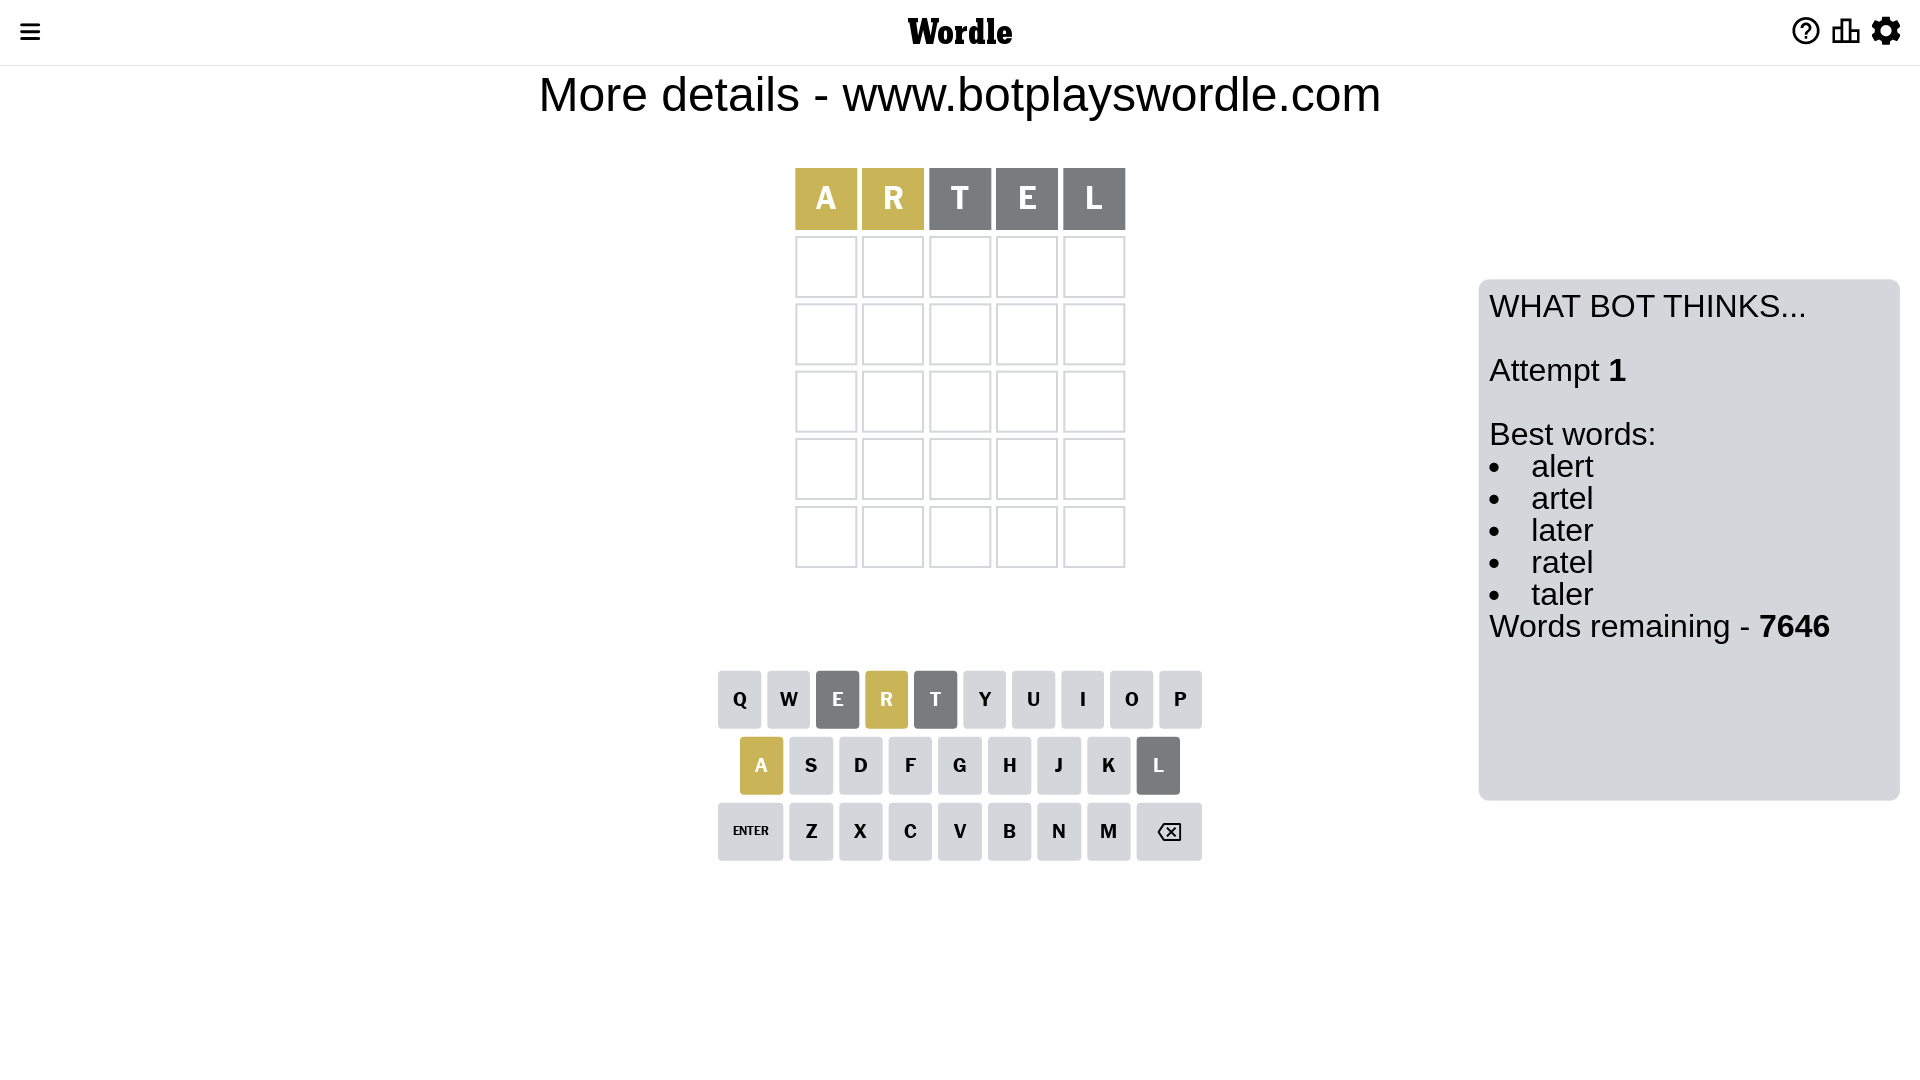 Wordle
More details - www.botplayswordle.com
A R T E L
WHAT BOT THINKS...
Attempt 1
Best words:
• alert
• artel
• later
• ratel
• taler
Words remaining - 7646
Q W E R T Y U I O P
A S D F G H J K L
ENTER Z X C V B N M